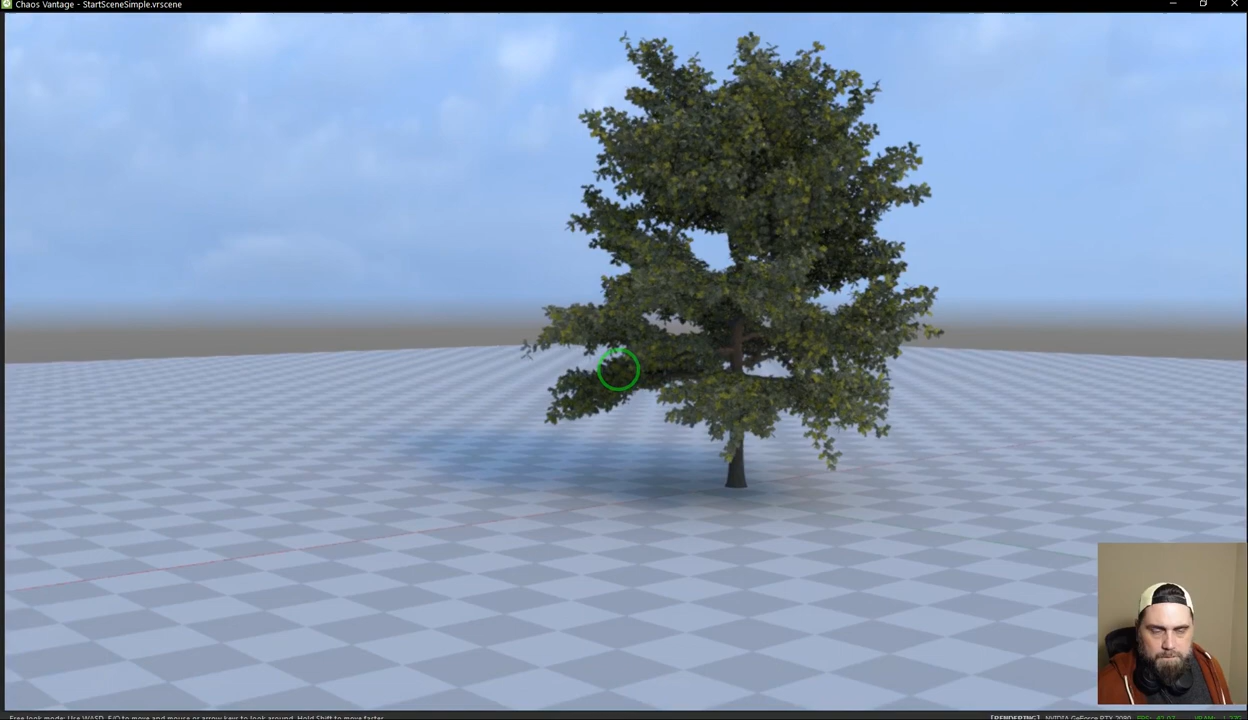 Chaos Vantage - StartSceneSimple.vrscene
Free look mode: Use WASD, E/Q to move and mouse or arrow keys to look around. Hold Shift to move faster.
[RENDERING] NVIDIA GeForce RTX 2080 FPS: